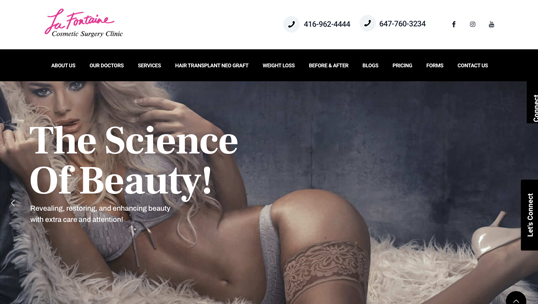 La Fontaine
Cosmetic Surgery Clinic
416-962-4444
647-760-3234
ABOUT US
OUR DOCTORS
SERVICES
HAIR TRANSPLANT NEO GRAFT
WEIGHT LOSS
BEFORE & AFTER
BLOGS
PRICING
FORMS
CONTACT US
Connect
The Science
Of Beauty!
Revealing, restoring, and enhancing beauty
with extra care and attention!
Let's Connect